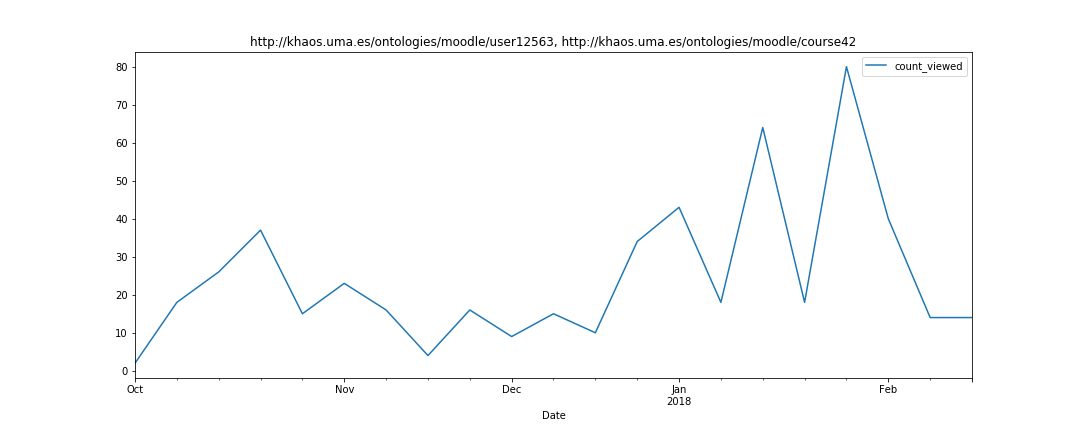 http://khaos.uma.es/ontologies/moodle/user12563, http://khaos.uma.es/ontologies/moodle/course42
count_viewed
80
70
60
50
40
30
20
10
0
Oct Nov Dec Jan Feb
2018
Date